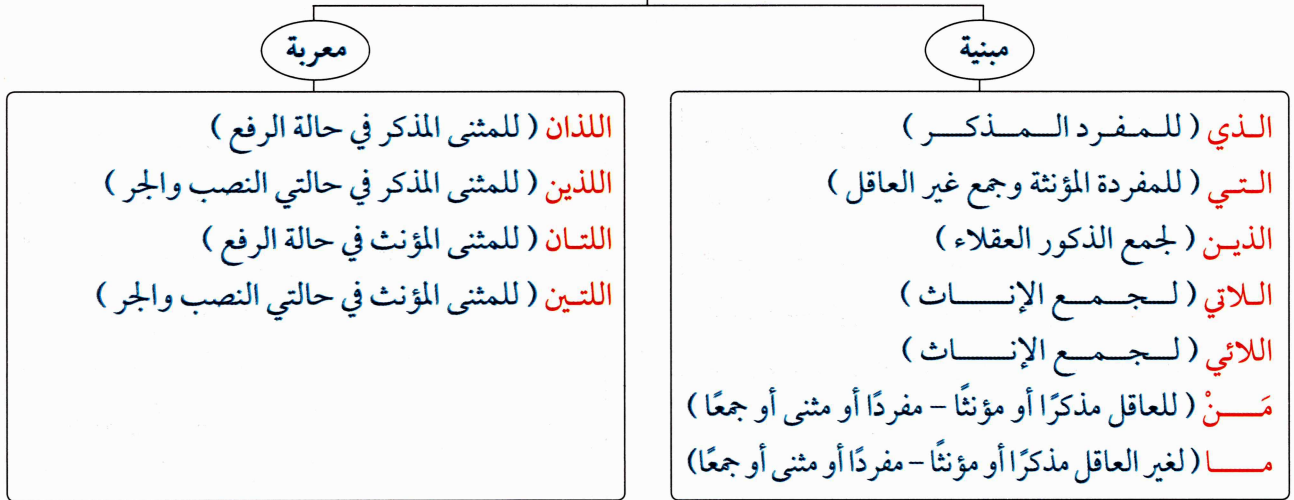 مبنية
الذي ( للمفرد المذكر )
التي ( للمفردة المؤنثة وجمع غير العاقل )
الذين ( لجمع الذكور العقلاء )
اللاتي ( لجمع الإناث )
اللائي ( لجمع الإناث )
مَنْ ( للعاقل مذكرًا أو مؤنثًا – مفردًا أو مثنى أو جمعًا )
ما ( لغير العاقل مذكرًا أو مؤنثًا – مفردًا أو مثنى أو جمعًا)
معربة
اللذان ( للمثنى المذكر في حالة الرفع )
اللذين ( للمثنى المذكر في حالتي النصب والجر )
اللتان ( للمثنى المؤنث في حالة الرفع )
اللتين ( للمثنى المؤنث في حالتي النصب والجر )